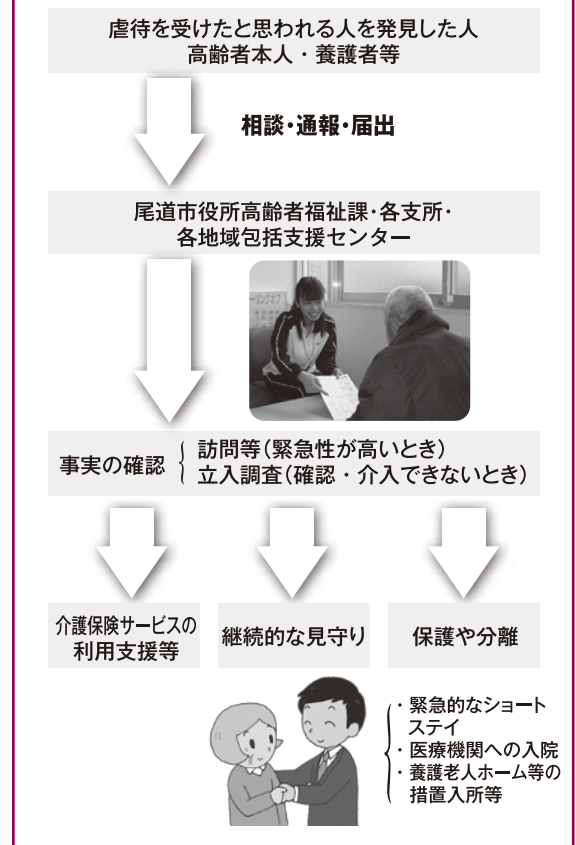 虐待を受けたと思われる人を発見した人
高齢者本人・養護者等
相談・通報・届出
尾道市役所高齢者福祉課・各支所・
各地域包括支援センター
事実の確認
訪問等(緊急性が高いとき)
立入調査(確認・介入できないとき)
介護保険サービスの
利用支援等
継続的な見守り
保護や分離
・緊急的なショート
ステイ
・医療機関への入院
・養護老人ホーム等の
措置入所等